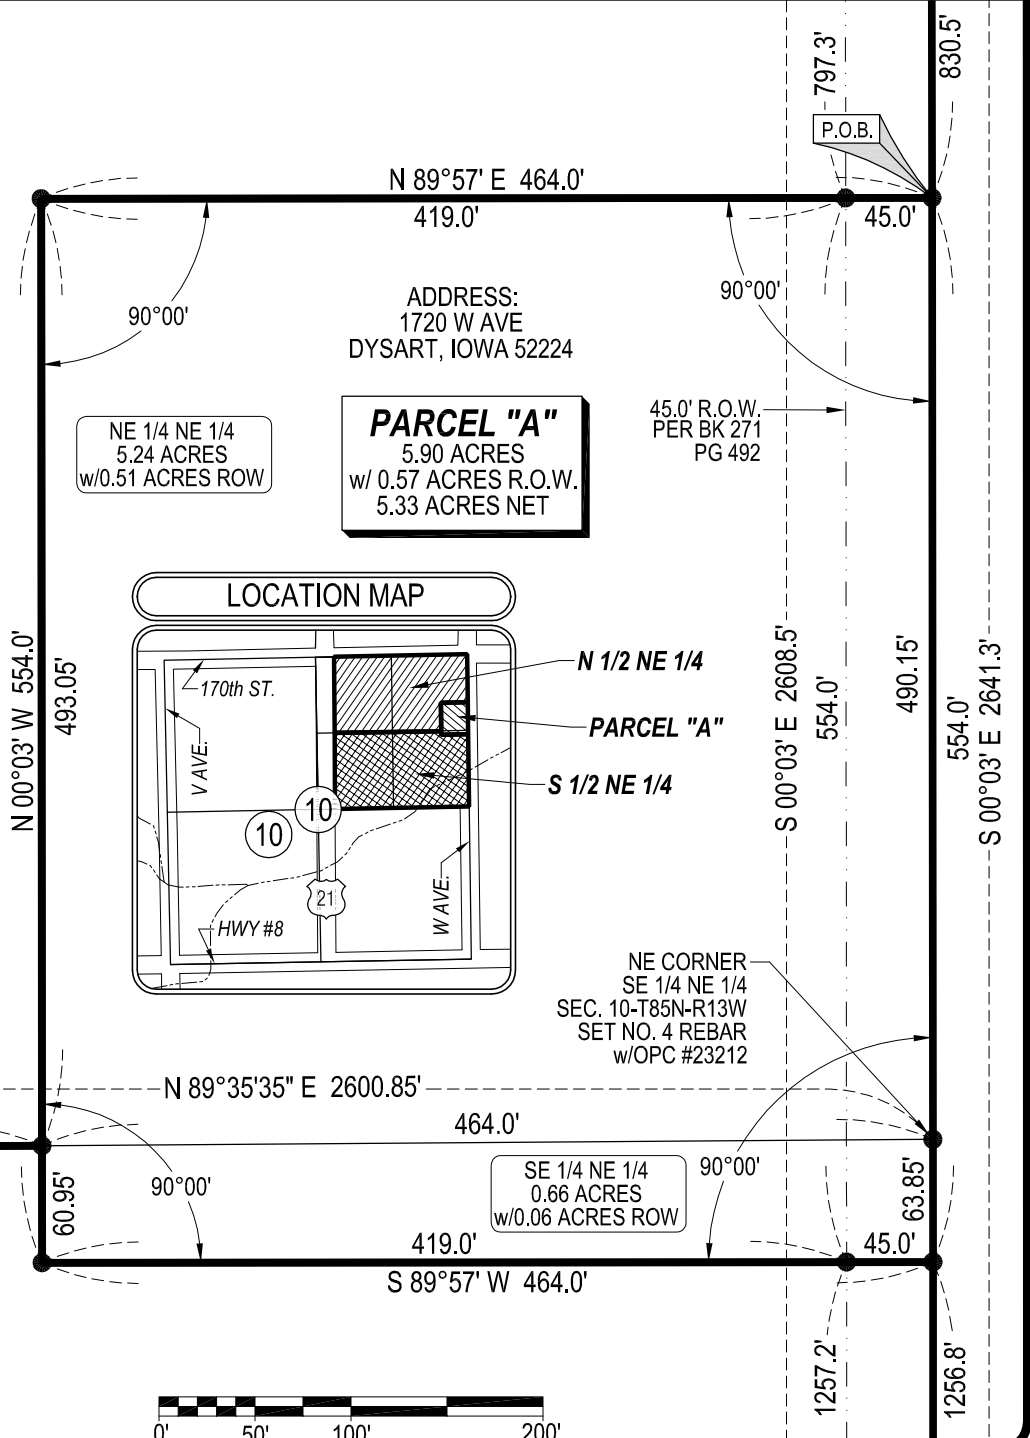 830.5'
797.3'
P.O.B.
N 89°57' E 464.0'
419.0'
45.0'
90°00'
90°00'
ADDRESS:
1720 W AVE
DYSART, IOWA 52224
PARCEL "A"
5.90 ACRES
w/ 0.57 ACRES R.O.W.
5.33 ACRES NET
NE 1/4 NE 1/4
5.24 ACRES
w/0.51 ACRES ROW
45.0' R.O.W.
PER BK 271
PG 492
LOCATION MAP
170th ST.
V AVE.
10
10
21
HWY #8
W AVE.
N 1/2 NE 1/4
PARCEL "A"
S 1/2 NE 1/4
N 00°03' W 554.0'
493.05'
S 00°03' E 2608.5'
554.0'
490.15'
554.0'
S 00°03' E 2641.3'
NE CORNER
SE 1/4 NE 1/4
SEC. 10-T85N-R13W
SET NO. 4 REBAR
w/OPC #23212
N 89°35'35" E 2600.85'
464.0'
60.95'
90°00'
SE 1/4 NE 1/4
0.66 ACRES
w/0.06 ACRES ROW
90°00'
63.85'
419.0'
45.0'
S 89°57' W 464.0'
1257.2'
1256.8'
0'
50'
100'
200'